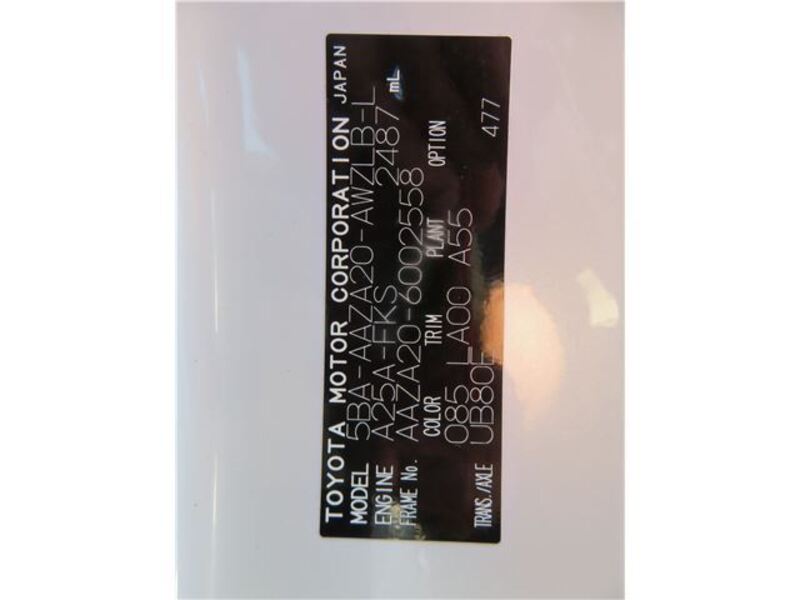 TOYOTA MOTOR CORPORATION JAPAN
MODEL 5BA-AAZA20-AWZLB-L
ENGINE A25A-FKS 2487 mL
FRAME No. AAZA20-6002558
COLOR TRIM PLANT OPTION
085 LA00 A55
TRANS./AXLE UB80E 477